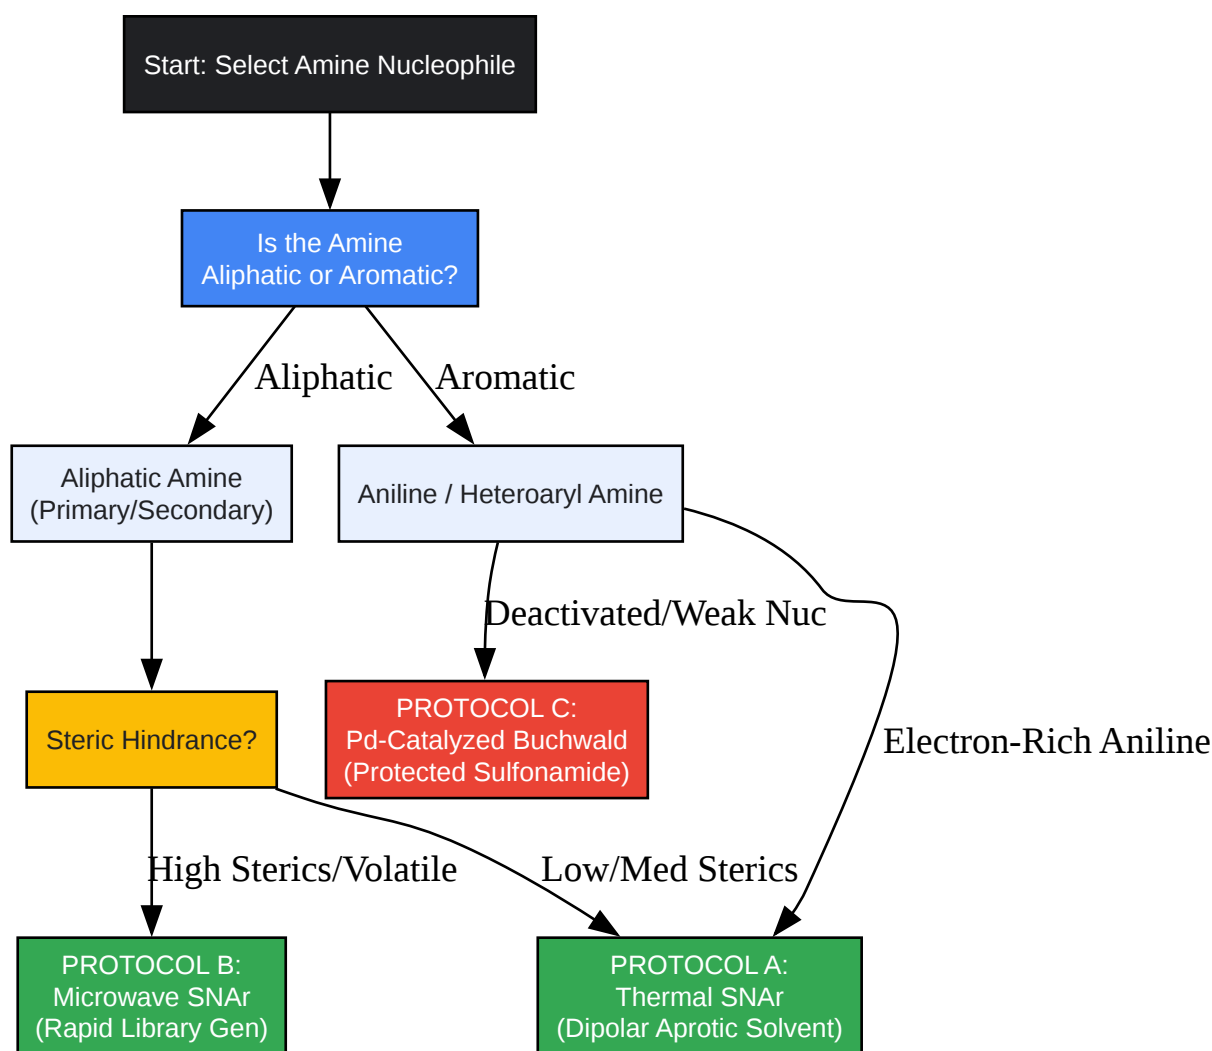 Start: Select Amine Nucleophile
Is the Amine
Aliphatic or Aromatic?
Aliphatic
Aromatic
Aliphatic Amine
(Primary/Secondary)
Aniline / Heteroaryl Amine
Deactivated/Weak Nuc
Electron-Rich Aniline
Steric Hindrance?
PROTOCOL C:
Pd-Catalyzed Buchwald
(Protected Sulfonamide)
High Sterics/Volatile
Low/Med Sterics
PROTOCOL B:
Microwave SNAr
(Rapid Library Gen)
PROTOCOL A:
Thermal SNAr
(Dipolar Aprotic Solvent)